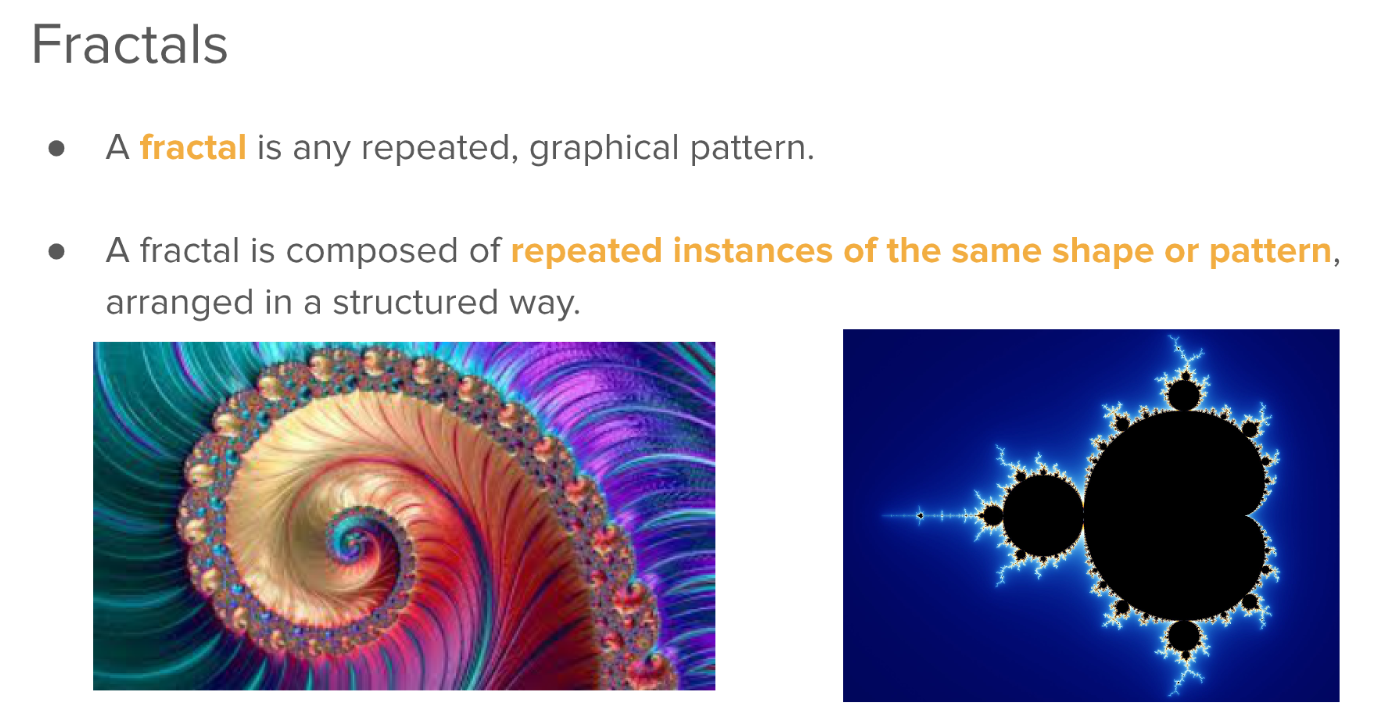 Fractals
● A fractal is any repeated, graphical pattern.
● A fractal is composed of repeated instances of the same shape or pattern,
arranged in a structured way.